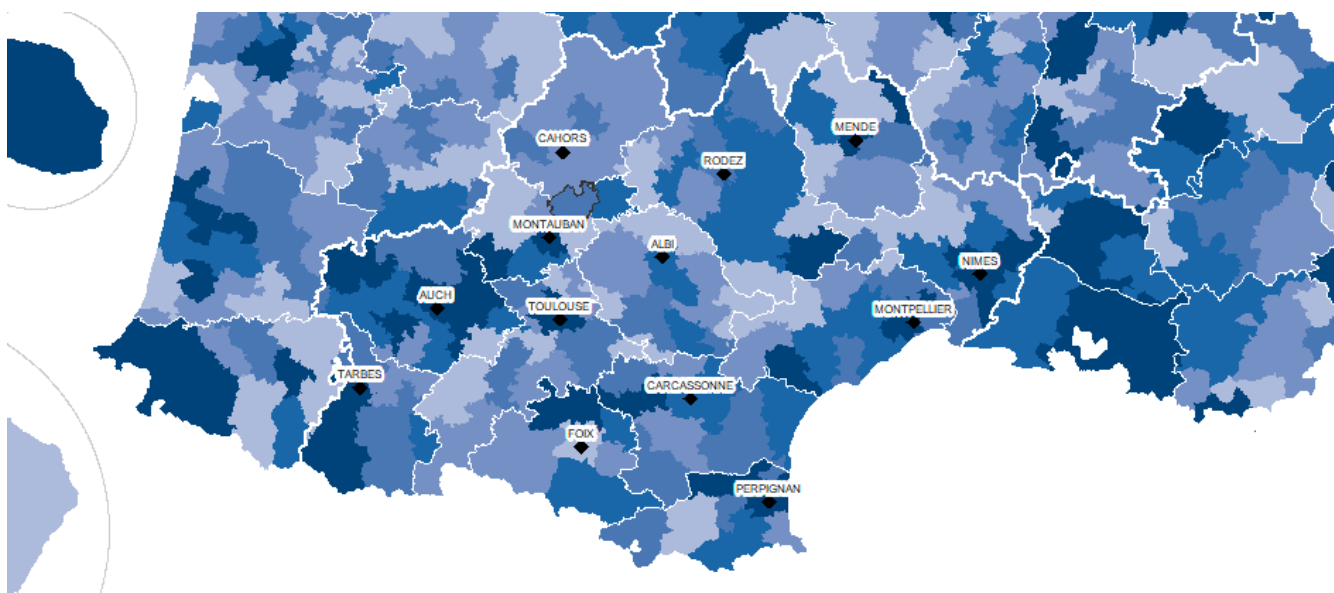 MENDE
CAHORS
RODEZ
MONTAUBAN
ALBI
NIMES
AUCH
TOULOUSE
MONTPELLIER
TARBES
CARCASSONNE
FOIX
PERPIGNAN